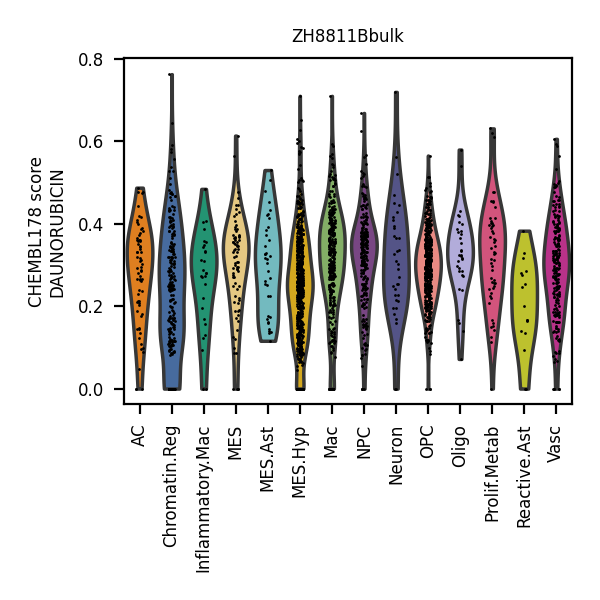 ZH8811Bbulk
CHEMBL178 score
DAUNORUBICIN
0.8
0.6
0.4
0.2
0.0
AC
Chromatin.Reg
Inflammatory.Mac
MES
MES.Ast
MES.Hyp
Mac
NPC
Neuron
OPC
Oligo
Prolif.Metab
Reactive.Ast
Vasc